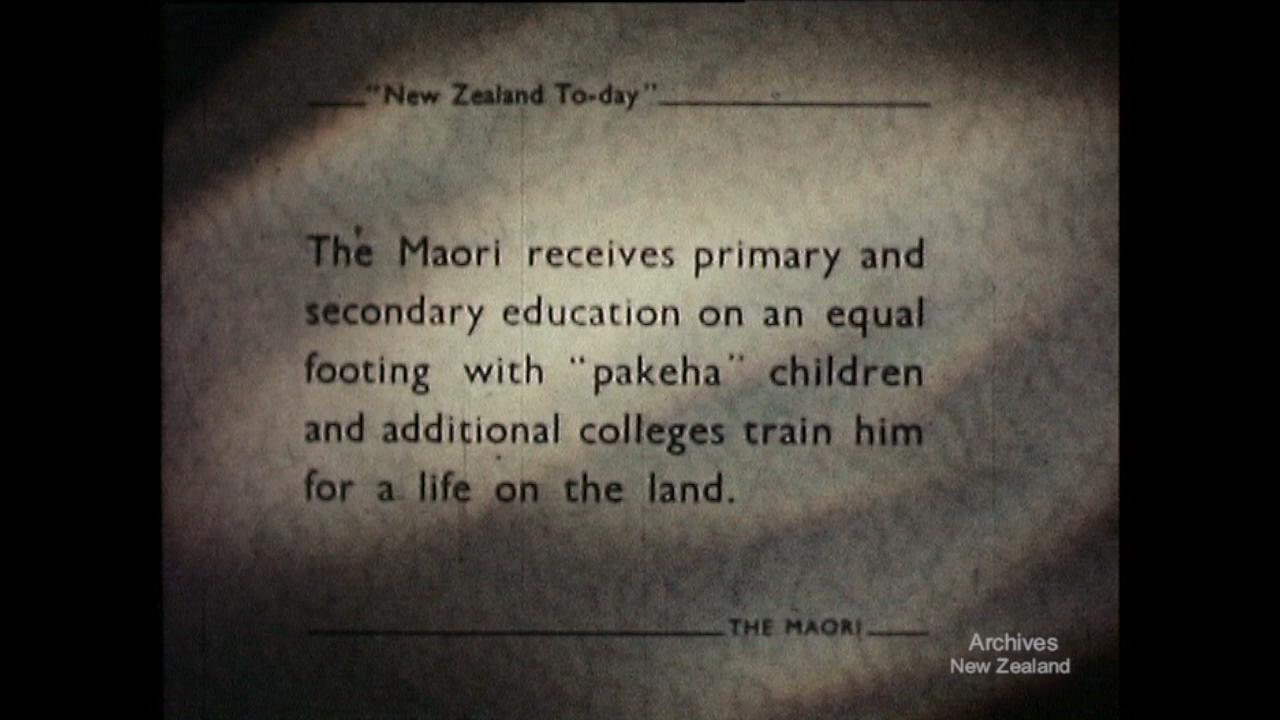 "New Zealand To-day"
The Maori receives primary and
secondary education on an equal
footing with "pakeha" children
and additional colleges train him
for a life on the land.
THE MAORI
Archives
New Zealand